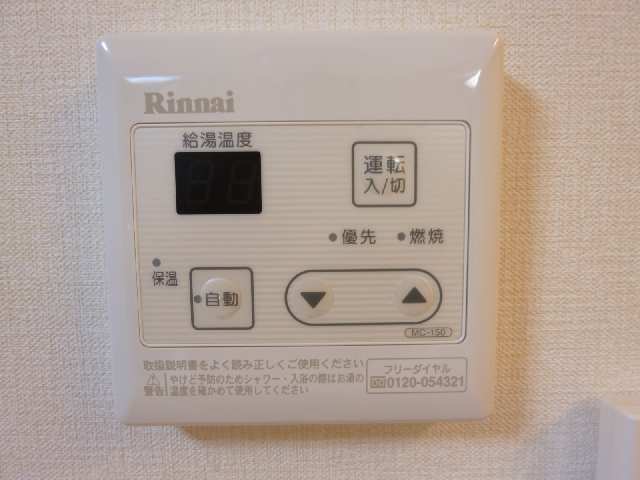 Rinnai
給湯温度
運転
入/切
優先
燃焼
保温
自動
MC-150
取扱説明書をよく読み正しくご使用ください
警告
やけど予防のためシャワー・入浴の際はお湯の
温度を確かめて使用してください
フリーダイヤル
0120-054321